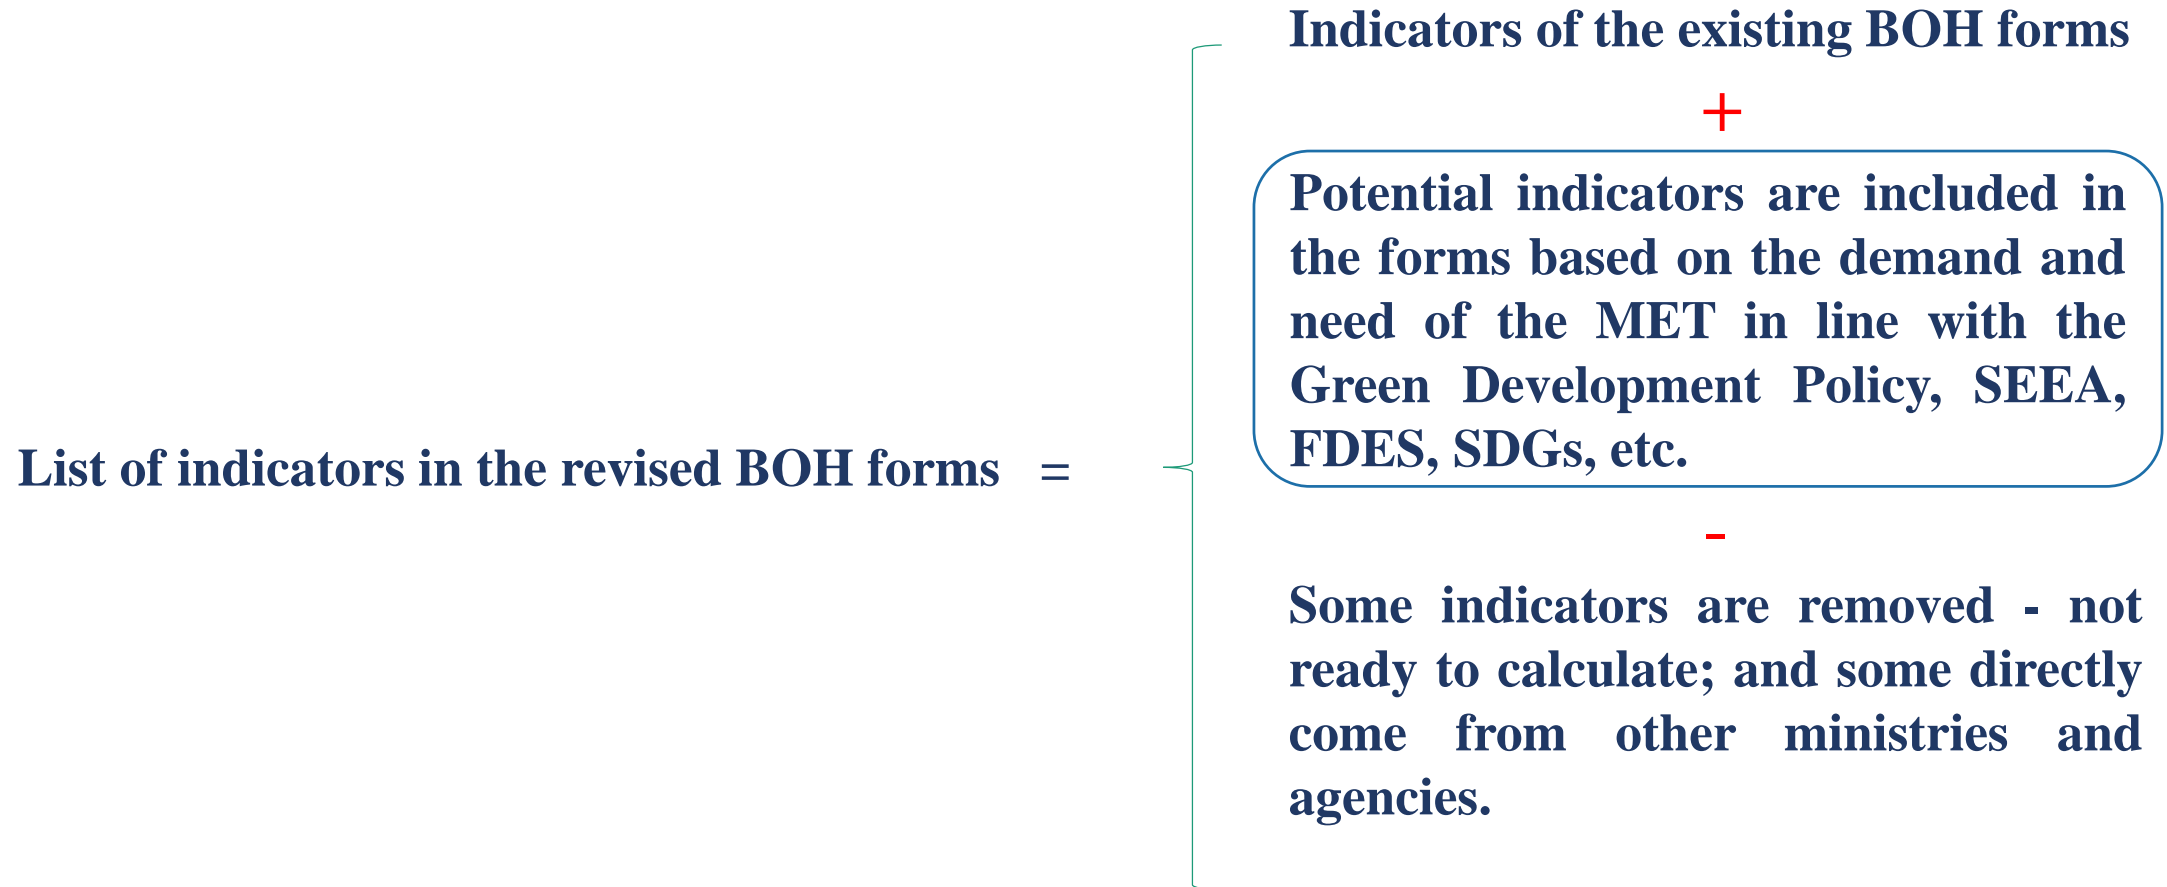 Indicators of the existing BOH forms
+
Potential indicators are included in
the forms based on the demand and
need of the MET in line with the
Green Development Policy, SEEA,
FDES, SDGs, etc.
List of indicators in the revised BOH forms =
-
Some indicators are removed - not
ready to calculate; and some directly
come from other ministries and
agencies.